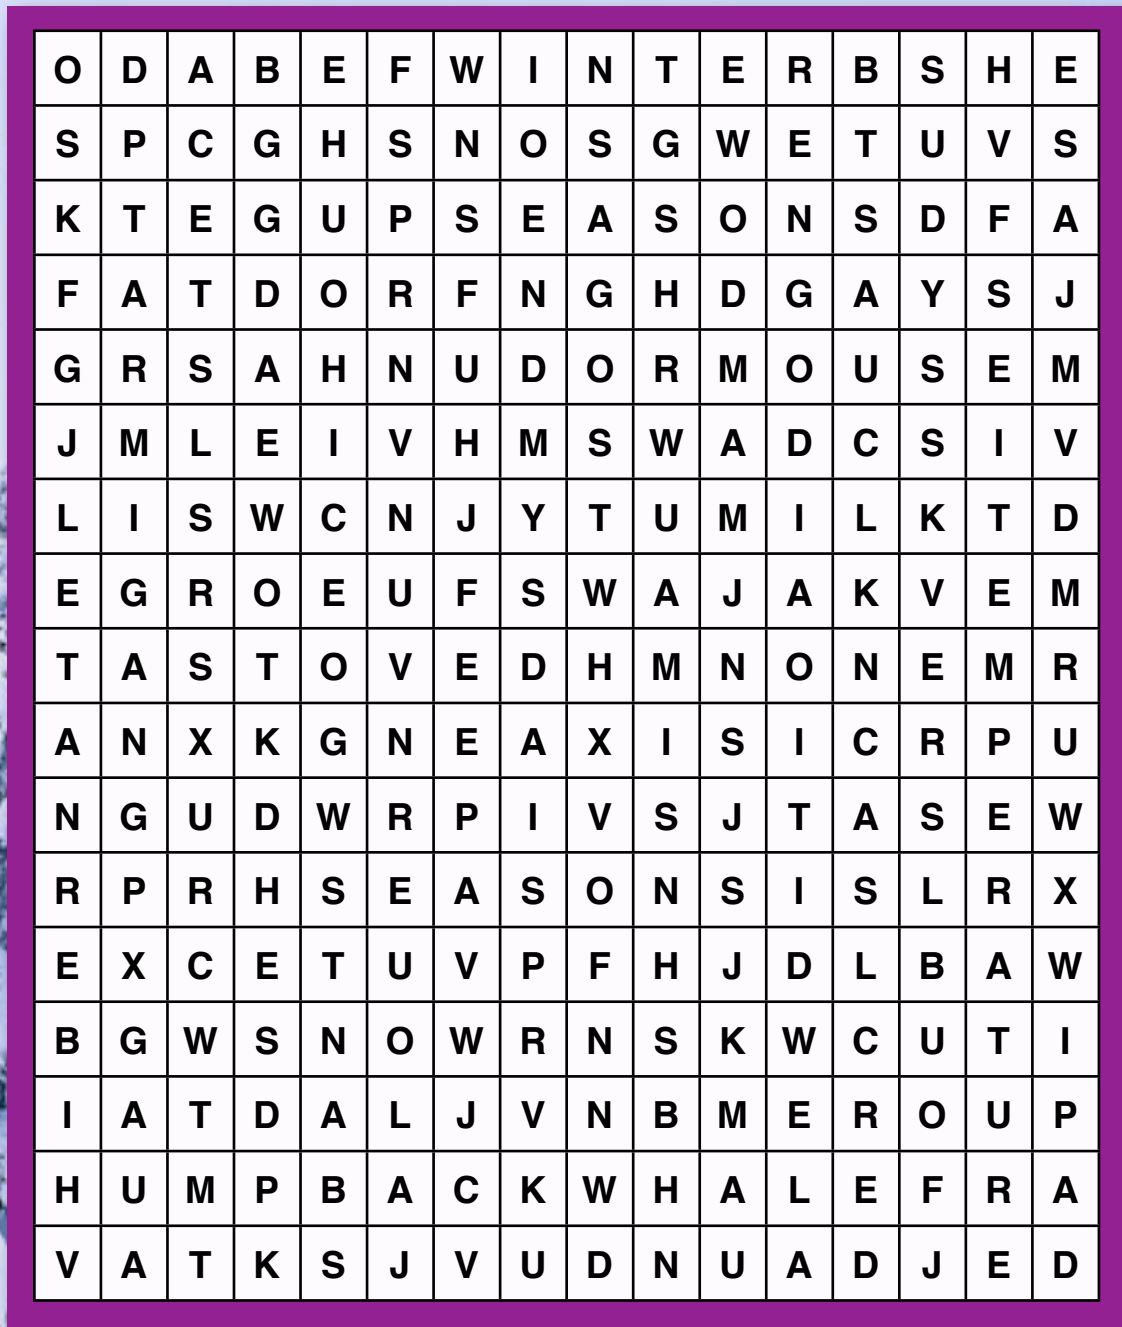 O D A B E F W I N T E R B S H E
S P C G H S N O S G W E T U V S
K T E G U P S E A S O N S D F A
F A T D O R F N G H D G A Y S J
G R S A H N U D O R M O U S E M
J M L E I V H M S W A D C S I V
L I S W C N J Y T U M I L K T D
E G R O E U F S W A J A K V E M
T A S T O V E D H M N O N E M R
A N X K G N E A X I S I C R P U
N G U D W R P I V S J T A S E W
R P R H S E A S O N S I S L R X
E X C E T U V P F H J D L B A W
B G W S N O W R N S K W C U T I
I A T D A L J V N B M E R O U P
H U M P B A C K W H A L E F R A
V A T K S J V U D N U A D J E D